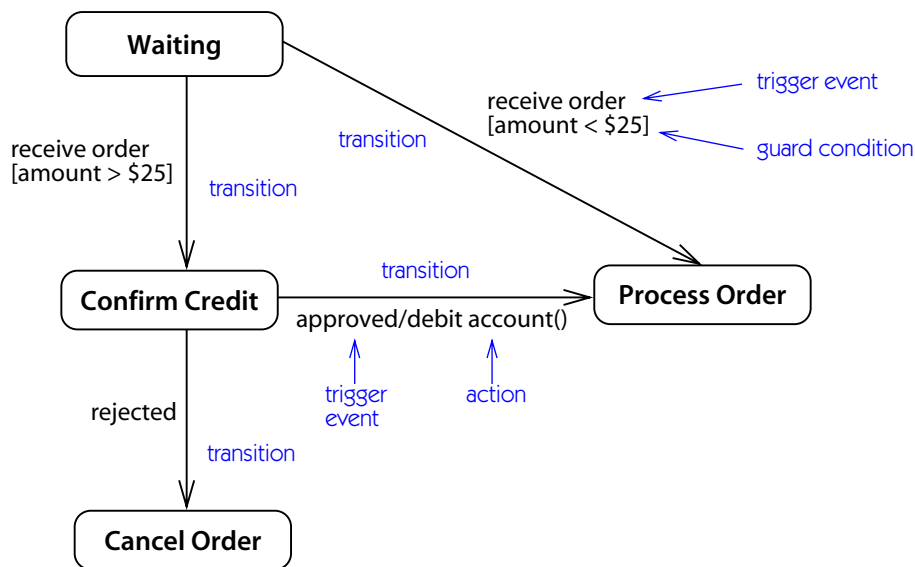 Waiting
receive order
[amount < $25]
trigger event
guard condition
transition
receive order
[amount > $25]
transition
transition
Confirm Credit
Process Order
approved/debit account()
trigger
event
action
rejected
transition
Cancel Order